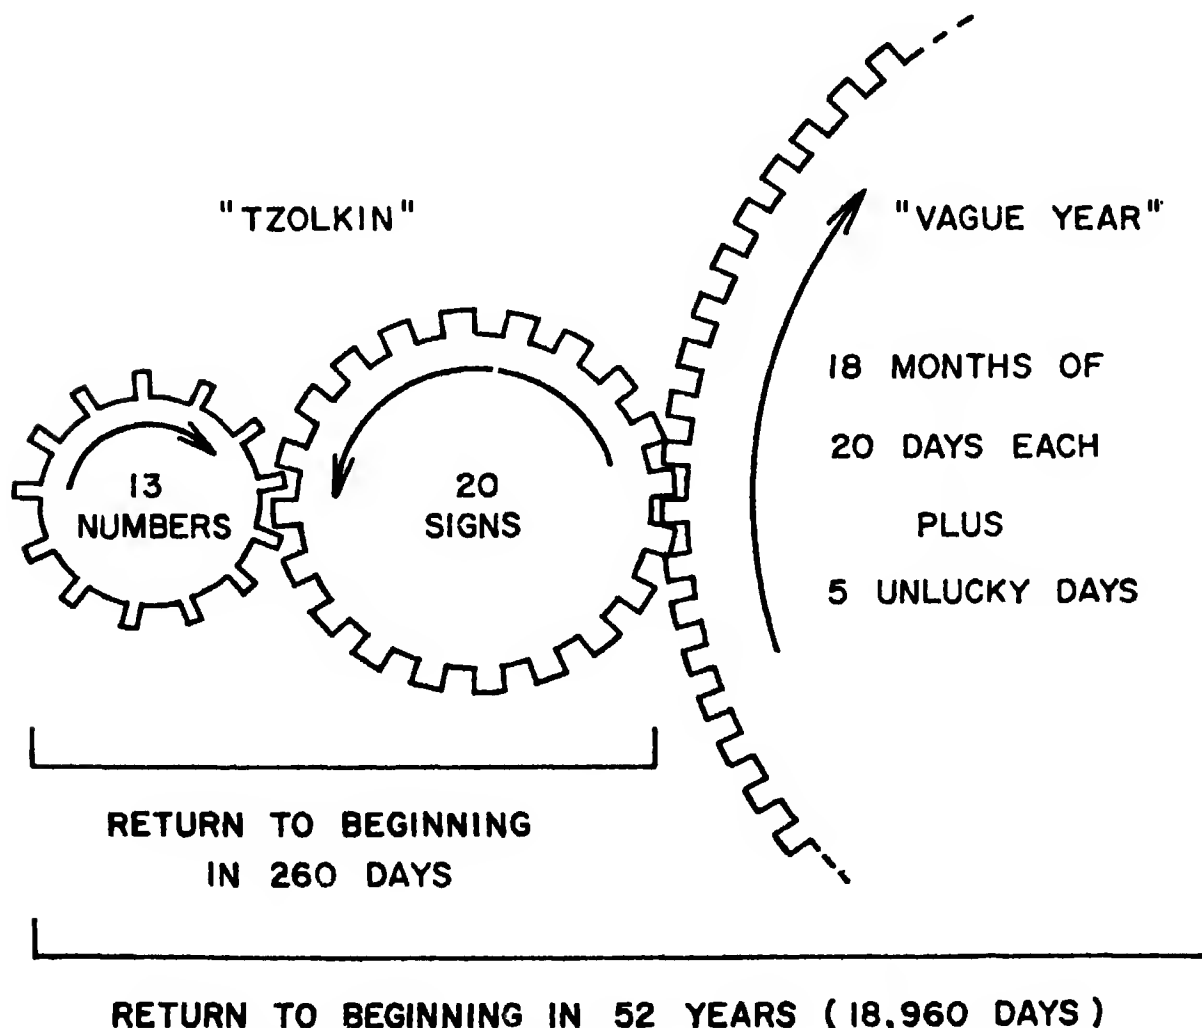 "TZOLKIN"
"VAGUE YEAR"
13
NUMBERS
20
SIGNS
18 MONTHS OF
20 DAYS EACH
PLUS
5 UNLUCKY DAYS
RETURN TO BEGINNING
IN 260 DAYS
RETURN TO BEGINNING IN 52 YEARS (18,960 DAYS)